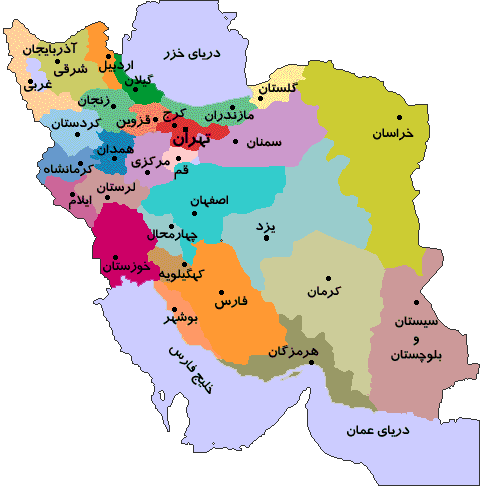 دریای خزر
آذربایجان
شرقی
غربی
اردبیل
گیلان
گلستان
زنجان
کرج
قزوین
مازندران
خراسان
کردستان
تهران
سمنان
همدان
مرکزی
قم
کرمانشاه
لرستان
ایلام
اصفهان
یزد
چهارمحال
خوزستان
کهگیلویه
فارس
کرمان
بوشهر
سیستان
و
بلوچستان
هرمزگان
خلیج فارس
دریای عمان